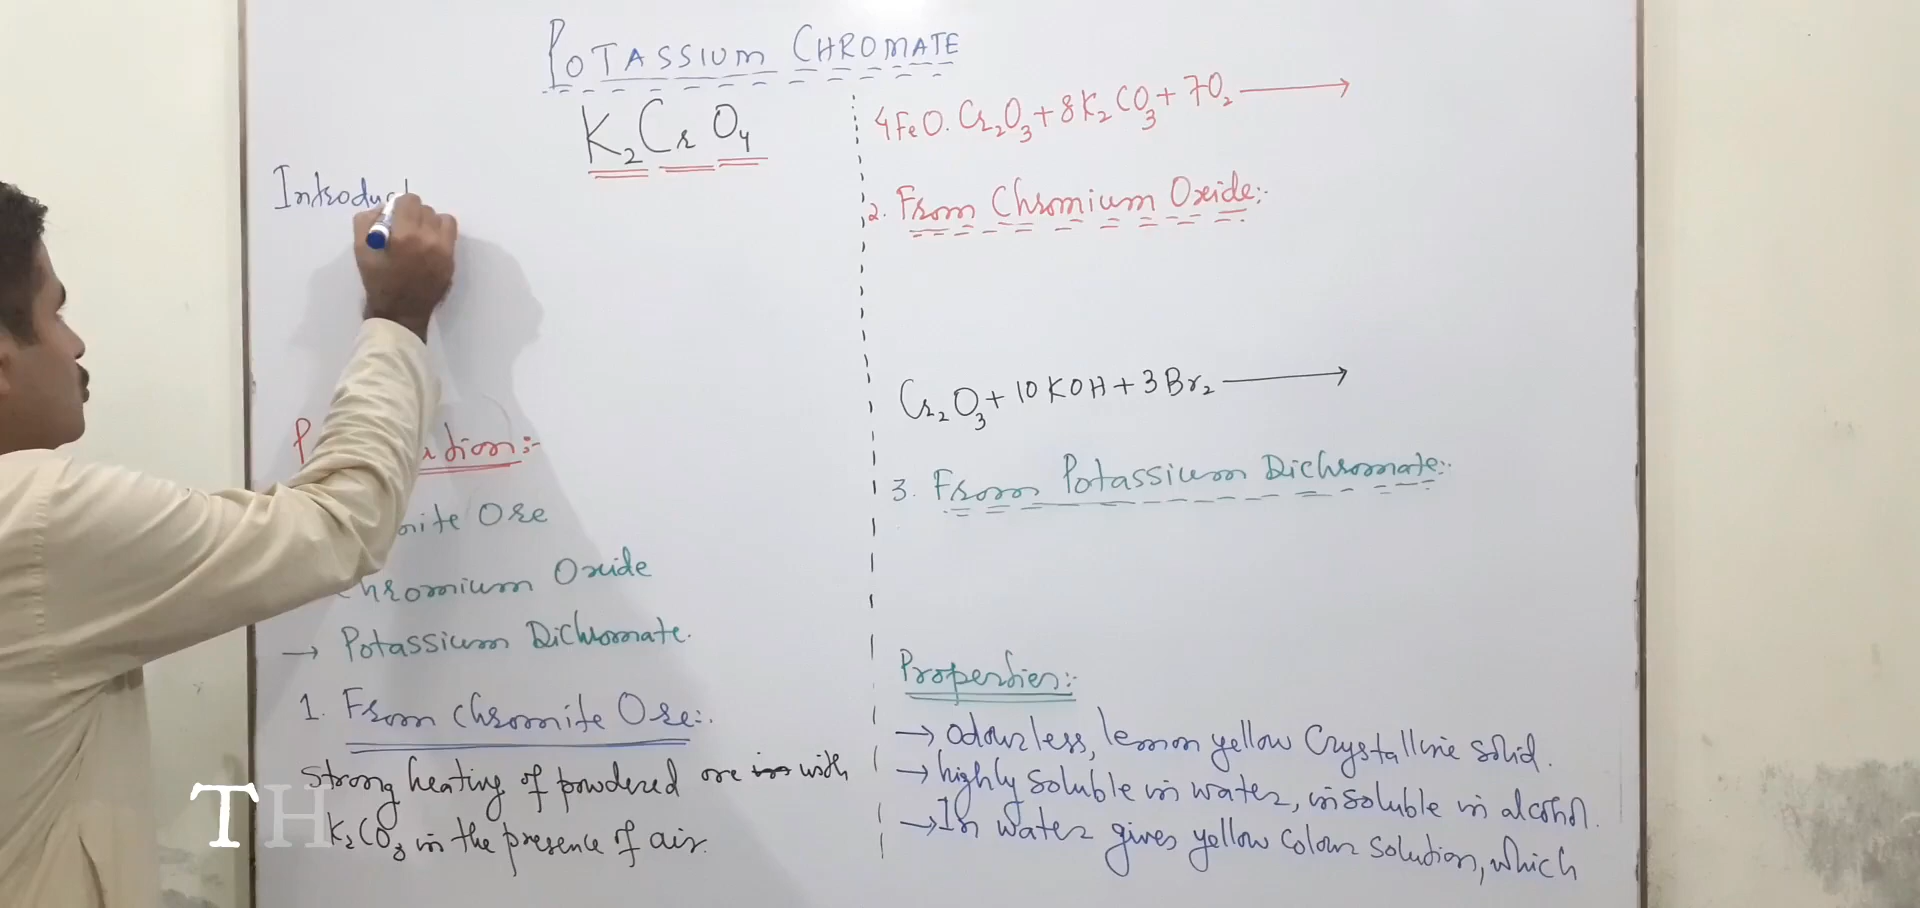 POTASSIUM CHROMATE
K₂CrO₄
Introduct
ation:-
nite Ore
hromium Oxide
→ Potassium Dichromate.
1. From Chromite Ore:-
Strong heating of powdered ore in with
K₂CO₃ in the presence of air.
4FeO.Cr₂O₃ + 8K₂CO₃ + 7O₂ →
2. From Chromium Oxide:-
Cr₂O₃ + 10KOH + 3Br₂ →
3. From Potassium Dichromate:-
Properties:-
→ odourless, lemon yellow Crystalline solid.
→ highly soluble in water, insoluble in alcohol.
→ In water gives yellow Colour Solution, which
TH